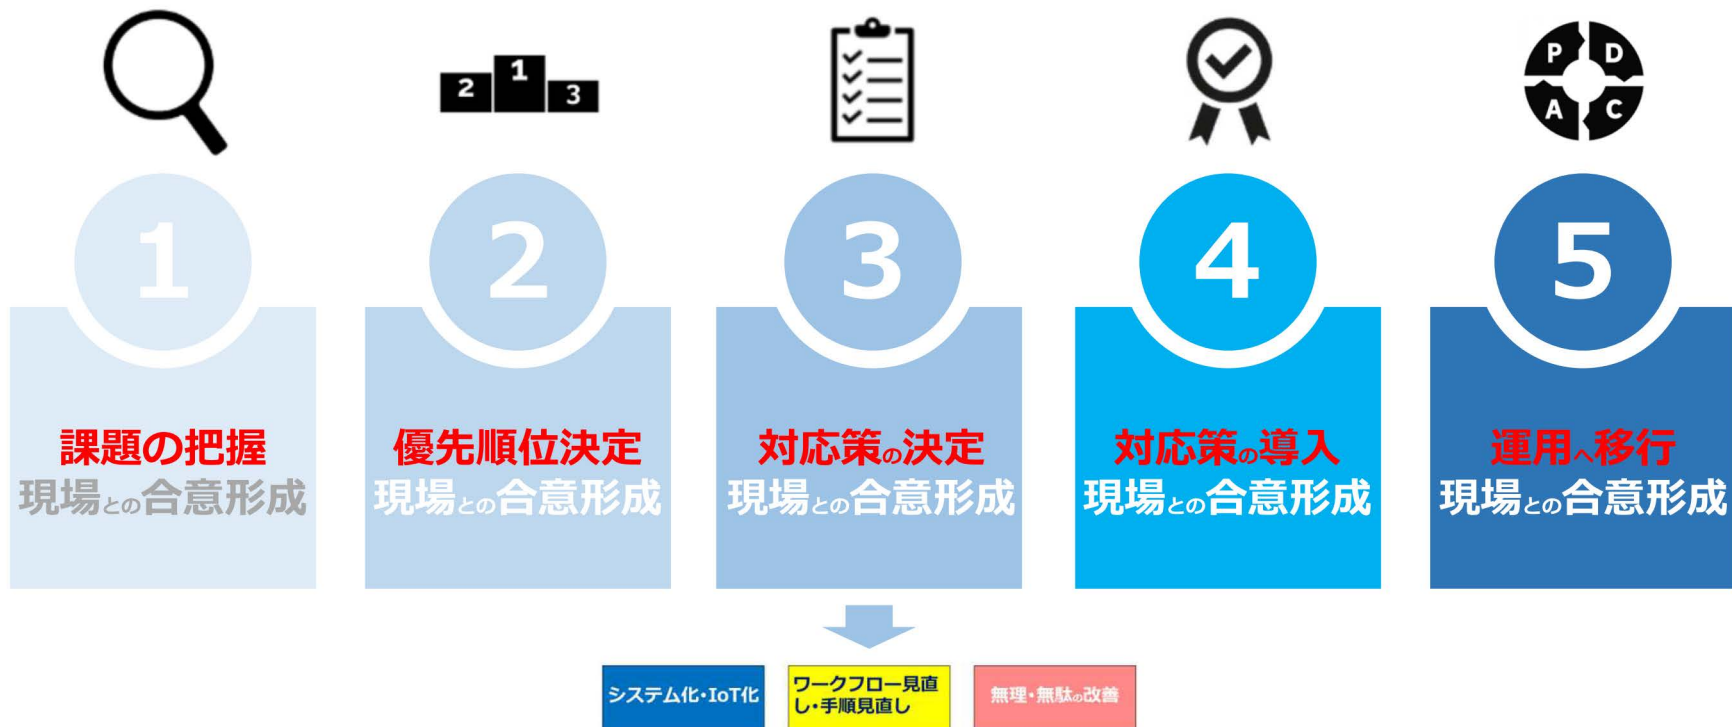 2 1 3
P D
A C
1
2
3
4
5
課題の把握
現場との合意形成
優先順位決定
現場との合意形成
対応策の決定
現場との合意形成
対応策の導入
現場との合意形成
運用へ移行
現場との合意形成
システム化・IoT化
ワークフロー見直
し・手順見直し
無理・無駄の改善